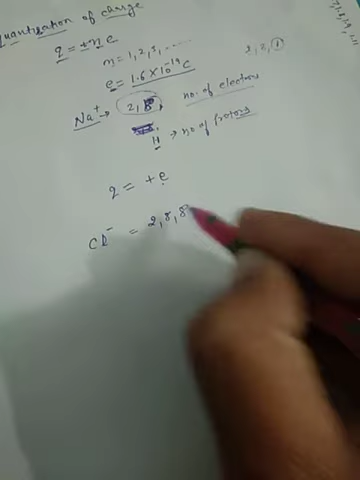 Quantization of charge
q = ±ne
n = 1, 2, 3, ......
e = 1.6 × 10⁻¹⁹ C
2, 8, 1
Na⁺ → 2, 8, no. of electrons
11 → no of protons
q = +e
Cl⁻ = 2, 8, 8